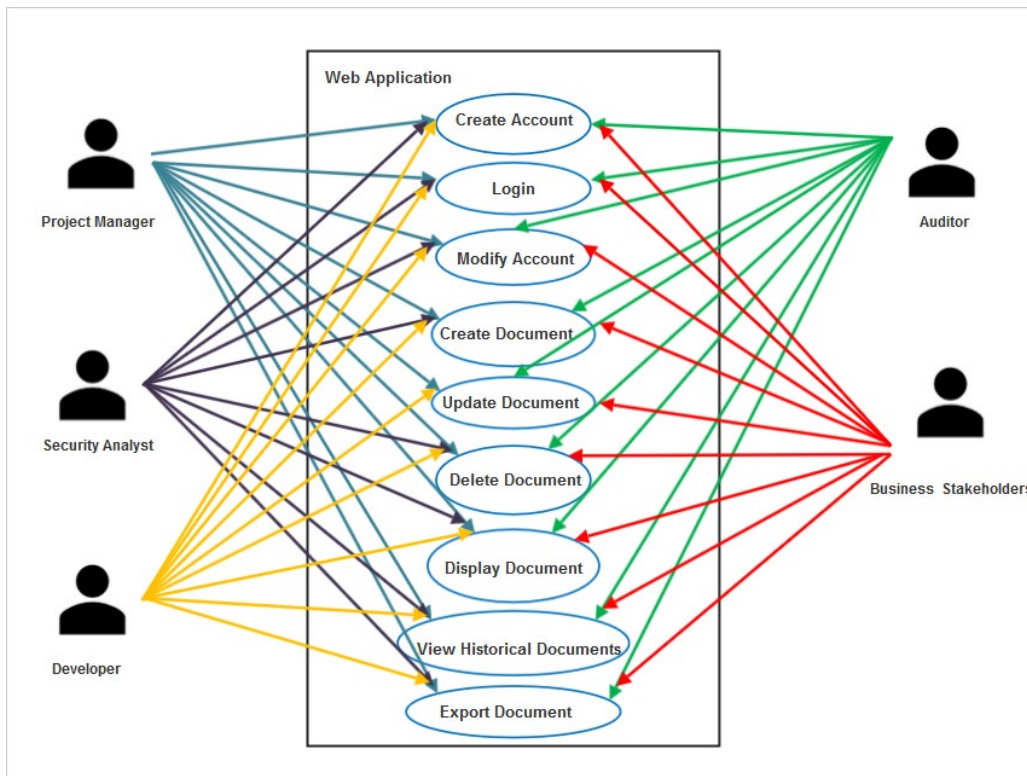 Web Application
Create Account
Login
Modify Account
Create Document
Update Document
Delete Document
Display Document
View Historical Documents
Export Document
Project Manager
Security Analyst
Developer
Auditor
Business Stakeholders